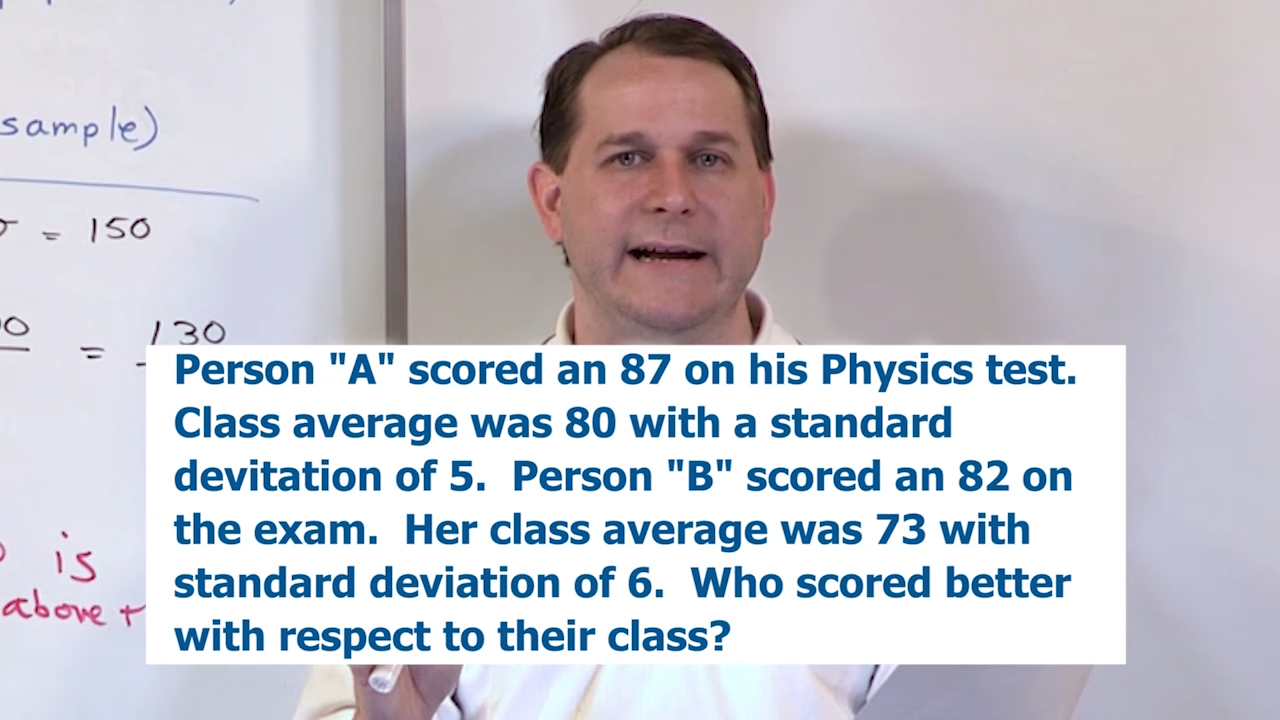 sample)
= 150
= 130
Person "A" scored an 87 on his Physics test.
Class average was 80 with a standard
devitation of 5.  Person "B" scored an 82 on
the exam.  Her class average was 73 with
standard deviation of 6.  Who scored better
with respect to their class?
is
above